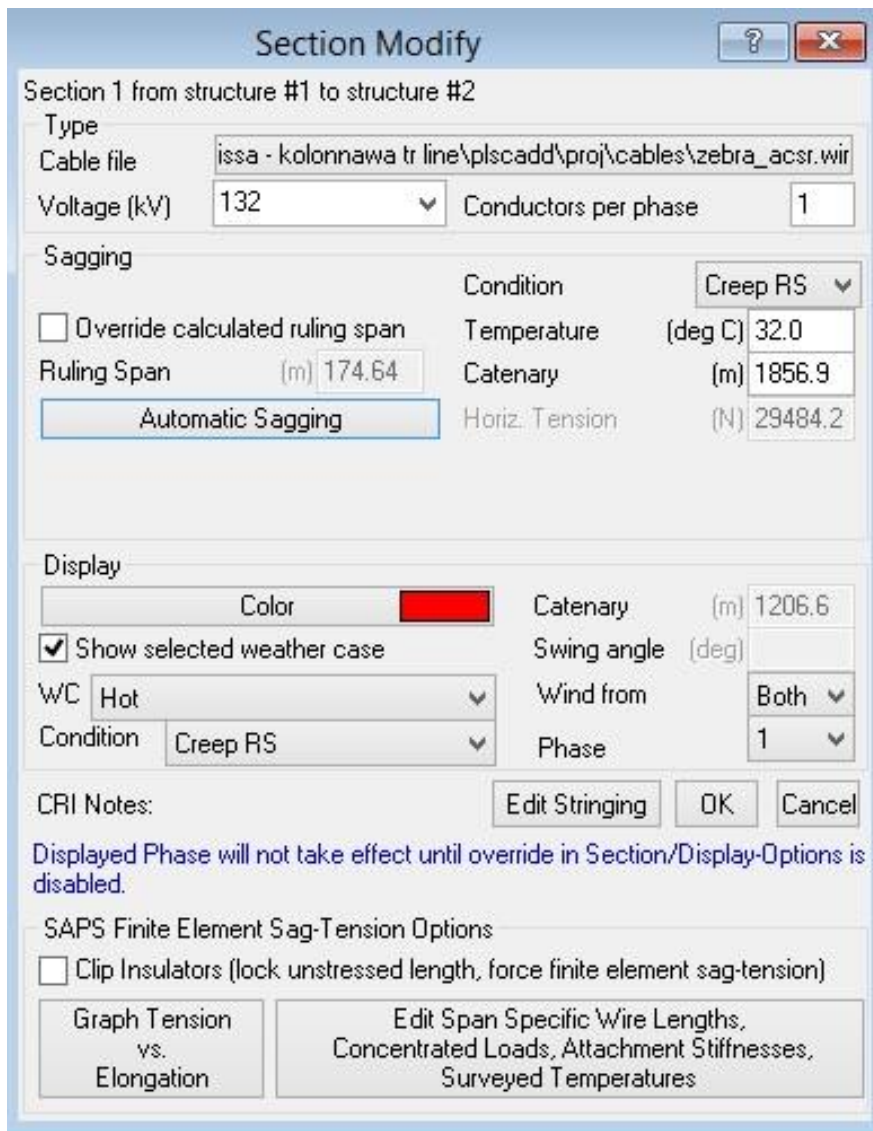 Section Modify
?
Section 1 from structure #1 to structure #2
Type
Cable file issa - kolonnawa tr line\plscadd\proj\cables\zebra_acsr.wir
Voltage (kV) 132 Conductors per phase 1
Sagging
Condition Creep RS
Override calculated ruling span Temperature (deg C) 32.0
Ruling Span (m) 174.64 Catenary (m) 1856.9
Automatic Sagging Horiz. Tension (N) 29484.2
Display
Color Catenary (m) 1206.6
Show selected weather case Swing angle (deg)
WC Hot Wind from Both
Condition Creep RS Phase 1
CRI Notes: Edit Stringing OK Cancel
Displayed Phase will not take effect until override in Section/Display-Options is
disabled.
SAPS Finite Element Sag-Tension Options
Clip Insulators (lock unstressed length, force finite element sag-tension)
Graph Tension
vs.
Elongation
Edit Span Specific Wire Lengths,
Concentrated Loads, Attachment Stiffnesses,
Surveyed Temperatures